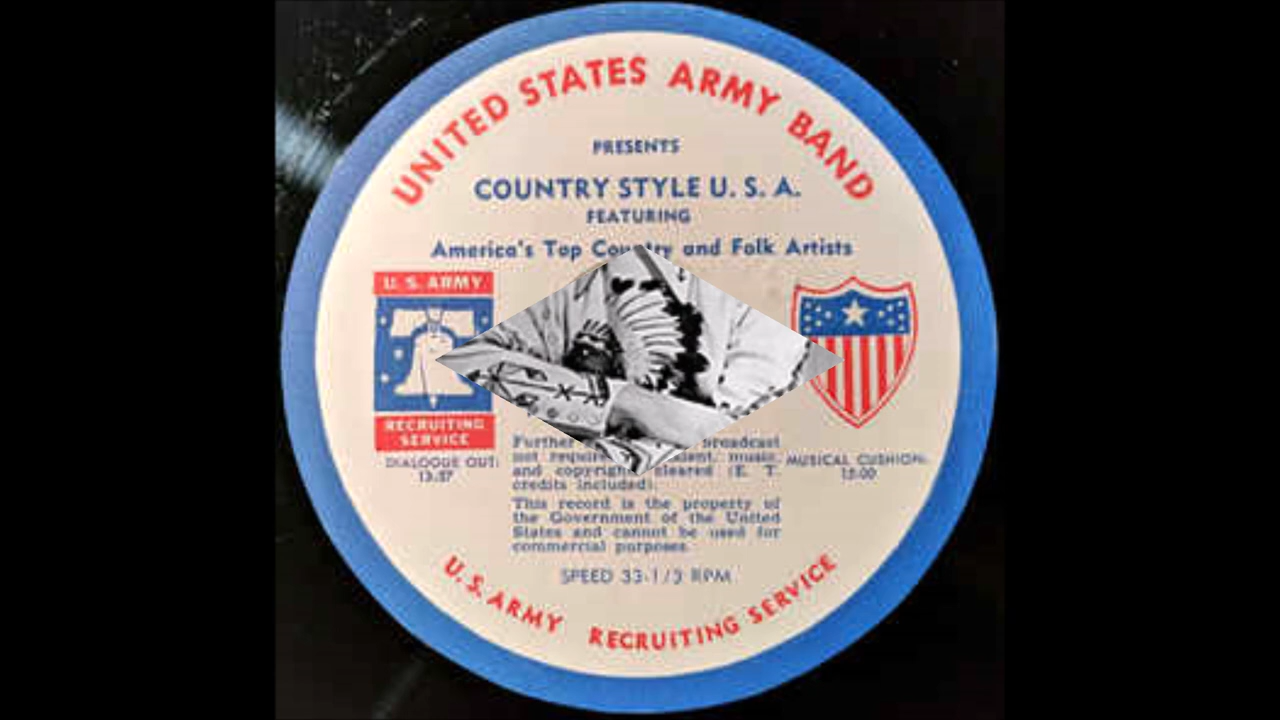 UNITED STATES ARMY BAND
PRESENTS
COUNTRY STYLE U. S. A.
FEATURING
America's Top Country and Folk Artists
U. S. ARMY
RECRUITING
SERVICE
DIALOGUE OUT:
13:57
MUSICAL CUSHION:
15:00
Further broadcast
not music,
and copyright cleared (E. T.
credits included).
This record is the property of
the Government of the United
States and cannot be used for
commercial purposes.
SPEED 33-1/3 RPM
U. S. ARMY RECRUITING SERVICE